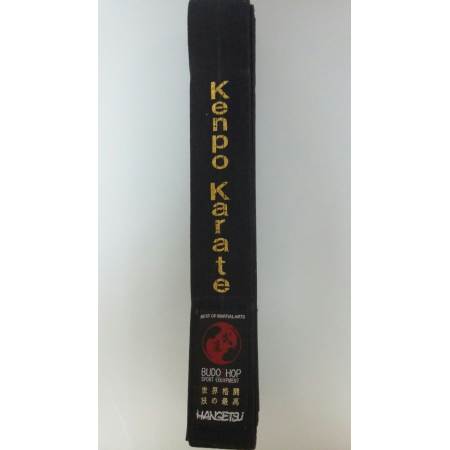 Kenpo Karate
BEST OF MARTIAL ARTS
BUDO HOP
SPORT EQUIPMENT
世界格闘
技の最高
HANGETSU